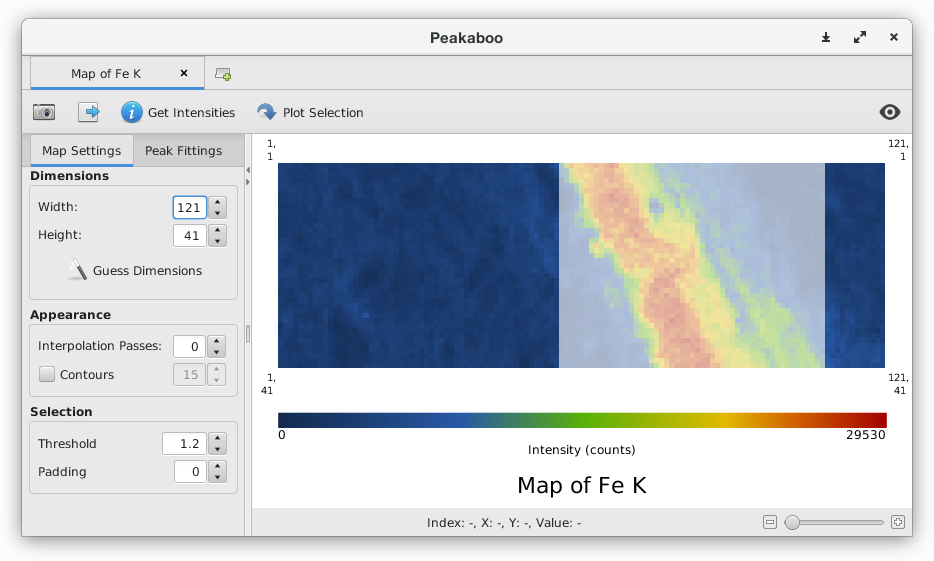 Peakaboo
Map of Fe K
Get Intensities
Plot Selection
Map Settings
Peak Fittings
Dimensions
Width: 121
Height: 41
Guess Dimensions
Appearance
Interpolation Passes: 0
Contours 15
Selection
Threshold 1.2
Padding 0
1,
1
121,
1
1,
41
121,
41
0
29530
Intensity (counts)
Map of Fe K
Index: -, X: -, Y: -, Value: -